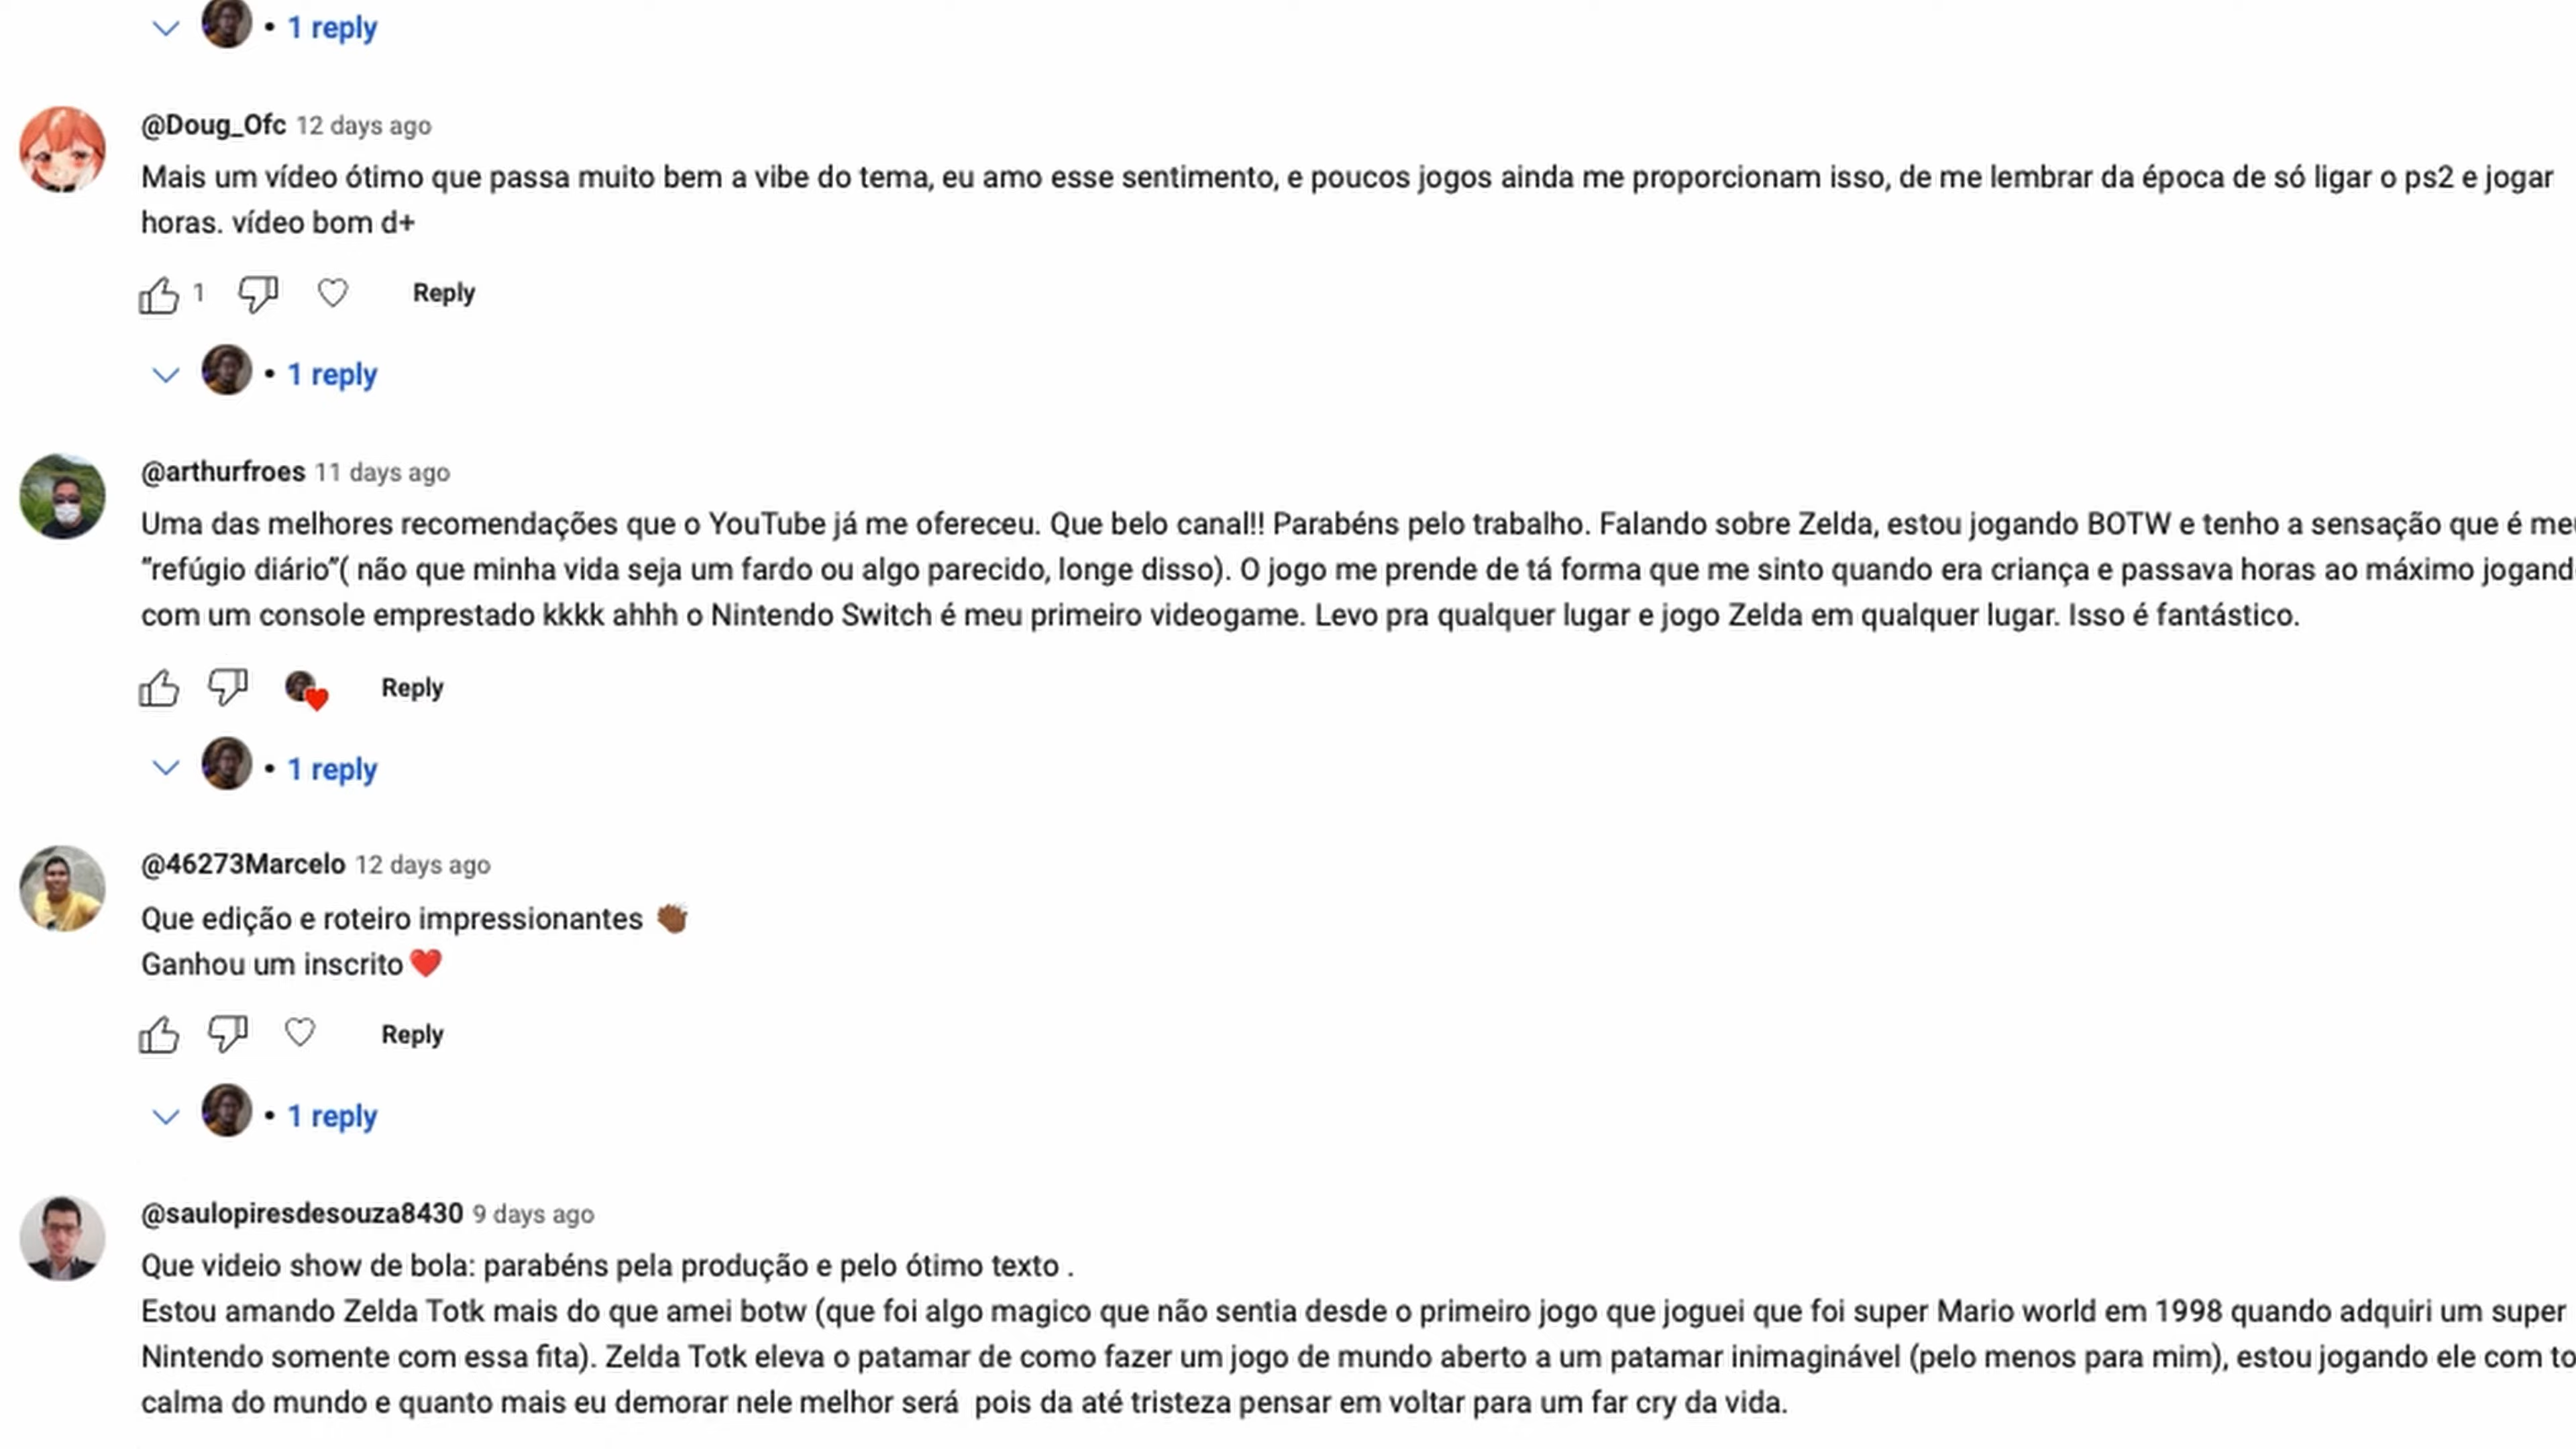 • 1 reply
@Doug_Ofc 12 days ago
Mais um vídeo ótimo que passa muito bem a vibe do tema, eu amo esse sentimento, e poucos jogos ainda me proporcionam isso, de me lembrar da época de só ligar o ps2 e jogar
horas. vídeo bom d+
1 Reply
• 1 reply
@arthurfroes 11 days ago
Uma das melhores recomendações que o YouTube já me ofereceu. Que belo canal!! Parabéns pelo trabalho. Falando sobre Zelda, estou jogando BOTW e tenho a sensação que é
"refúgio diário"( não que minha vida seja um fardo ou algo parecido, longe disso). O jogo me prende de tá forma que me sinto quando era criança e passava horas ao máximo
com um console emprestado kkkk ahhh o Nintendo Switch é meu primeiro videogame. Levo pra qualquer lugar e jogo Zelda em qualquer lugar. Isso é fantástico.
Reply
• 1 reply
@46273Marcelo 12 days ago
Que edição e roteiro impressionantes 👏🏾
Ganhou um inscrito ❤️
Reply
• 1 reply
@saulopiresdesouza8430 9 days ago
Que videio show de bola: parabéns pela produção e pelo ótimo texto .
Estou amando Zelda Totk mais do que amei botw (que foi algo magico que não sentia desde o primeiro jogo que joguei que foi super Mario world em 1998 quando adquiri um super
Nintendo somente com essa fita). Zelda Totk eleva o patamar de como fazer um jogo de mundo aberto a um patamar inimaginável (pelo menos para mim), estou jogando ele com
calma do mundo e quanto mais eu demorar nele melhor será pois da até tristeza pensar em voltar para um far cry da vida.